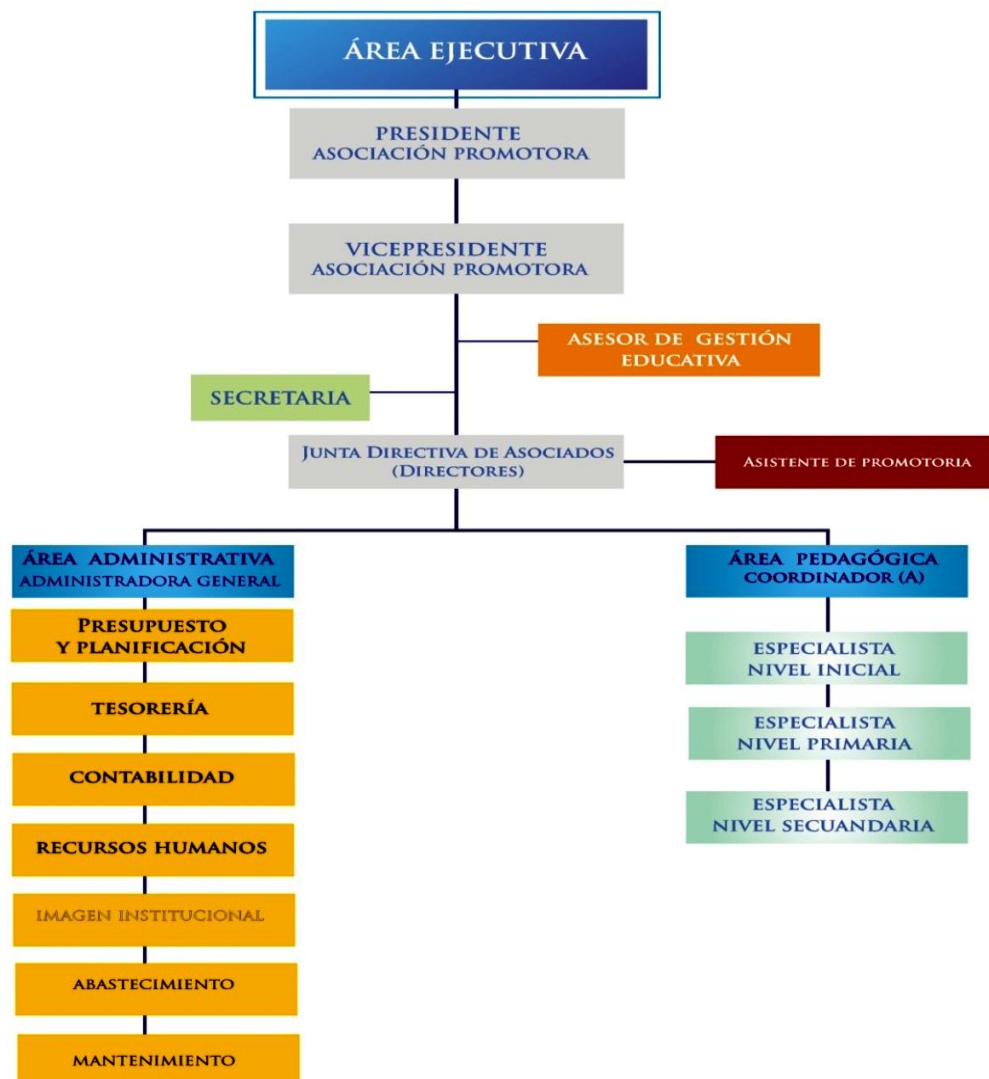 ÁREA EJECUTIVA
PRESIDENTE
ASOCIACIÓN PROMOTORA
VICEPRESIDENTE
ASOCIACIÓN PROMOTORA
ASESOR DE GESTIÓN
EDUCATIVA
SECRETARIA
JUNTA DIRECTIVA DE ASOCIADOS
(DIRECTORES)
ASISTENTE DE PROMOTORIA
ÁREA ADMINISTRATIVA
ADMINISTRADORA GENERAL
PRESUPUESTO
Y PLANIFICACIÓN
TESORERÍA
CONTABILIDAD
RECURSOS HUMANOS
IMAGEN INSTITUCIONAL
ABASTECIMIENTO
MANTENIMIENTO
ÁREA PEDAGÓGICA
COORDINADOR (A)
ESPECIALISTA
NIVEL INICIAL
ESPECIALISTA
NIVEL PRIMARIA
ESPECIALISTA
NIVEL SECUANDARIA